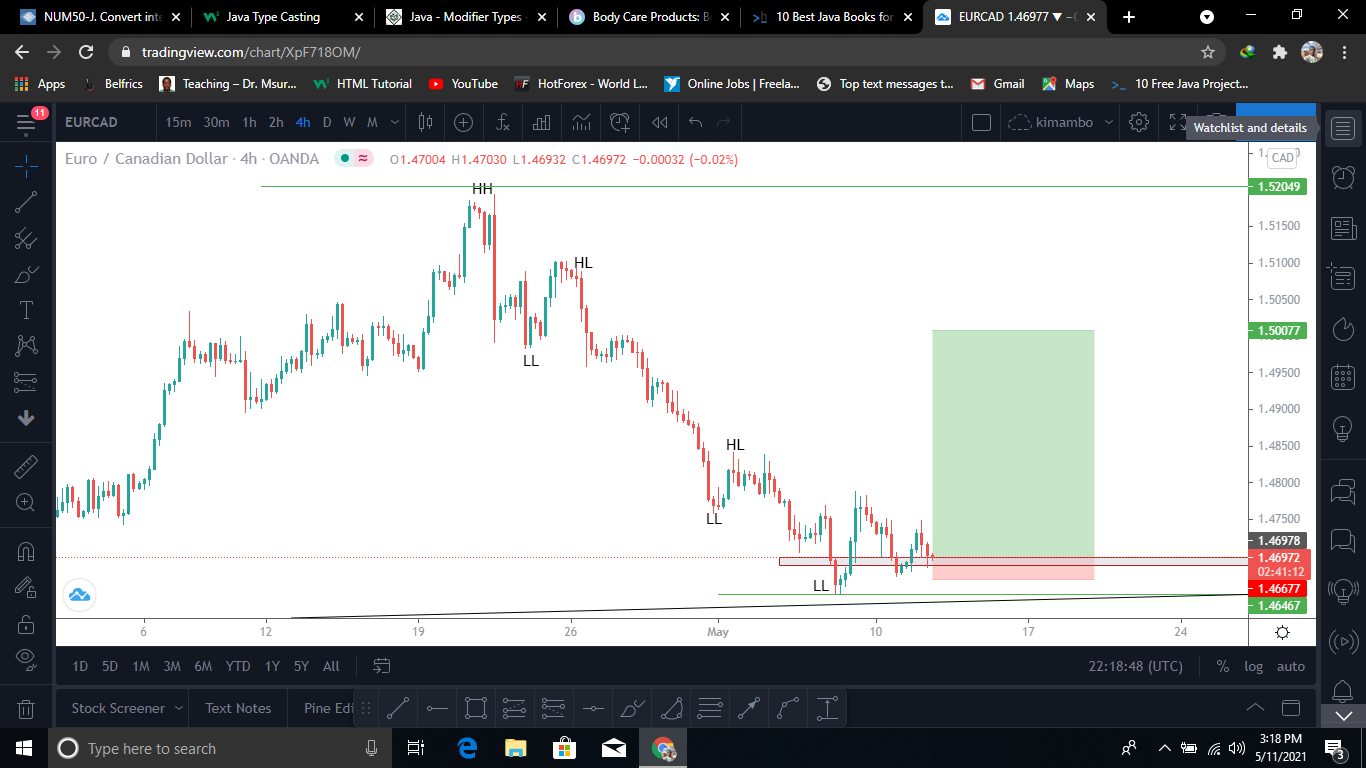 NUM50-J. Convert inte
Java Type Casting
Java - Modifier Types -
Body Care Products: B
10 Best Java Books for
EURCAD 1.46977 ▼ −0
tradingview.com/chart/XpF718OM/
Apps
Belfrics
Teaching – Dr. Msur...
HTML Tutorial
YouTube
HotForex - World L...
Online Jobs | Freela...
Top text messages t...
Gmail
Maps
10 Free Java Project...
11
EURCAD
15m 30m 1h 2h 4h D W M
kimambo
Watchlist and details
Euro / Canadian Dollar · 4h · OANDA
O1.47004 H1.47030 L1.46932 C1.46972 −0.00032 (−0.02%)
CAD
HH
1.52049
1.51500
HL
1.51000
1.50500
1.50077
LL
1.49500
1.49000
HL
1.48500
1.48000
LL
1.47500
1.46978
1.46972
02:41:12
LL
1.46677
1.46467
6 12 19 26 May 10 17 24
1D 5D 1M 3M 6M YTD 1Y 5Y All
22:18:48 (UTC)
% log auto
Stock Screener
Text Notes
Pine Edi
Type here to search
3:18 PM
5/11/2021
3